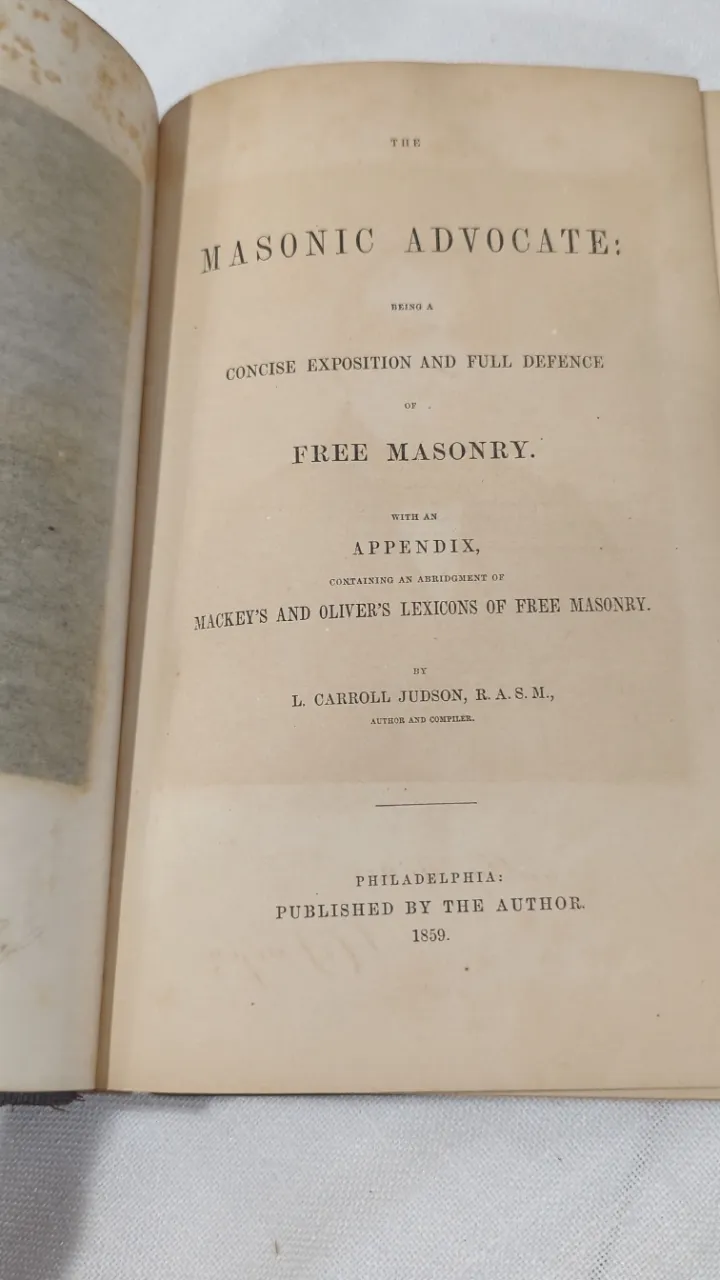 THE
MASONIC ADVOCATE:
BEING A
CONCISE EXPOSITION AND FULL DEFENCE
OF
FREE MASONRY.
WITH AN
APPENDIX,
CONTAINING AN ABRIDGMENT OF
MACKEY'S AND OLIVER'S LEXICONS OF FREE MASONRY.
BY
L. CARROLL JUDSON, R. A. S. M.,
AUTHOR AND COMPILER.
PHILADELPHIA:
PUBLISHED BY THE AUTHOR.
1859.